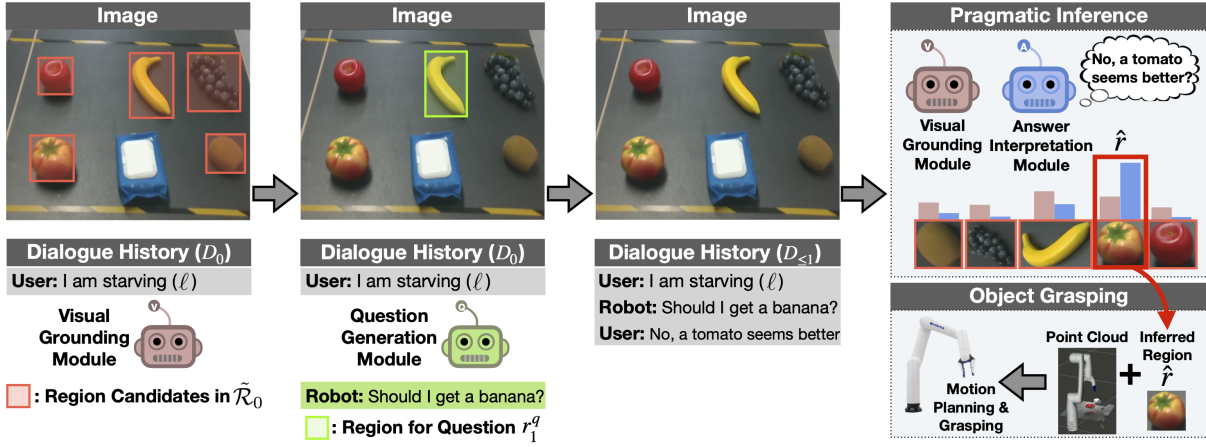 Image
Dialogue History (D₀)
User: I am starving (ℓ)
V
Visual
Grounding
Module
: Region Candidates in R̃₀
Image
Dialogue History (D₀)
User: I am starving (ℓ)
Q
Question
Generation
Module
Robot: Should I get a banana?
: Region for Question r₁^q
Image
Dialogue History (D≤₁)
User: I am starving (ℓ)
Robot: Should I get a banana?
User: No, a tomato seems better
Pragmatic Inference
V
A
No, a tomato
seems better?
Visual
Grounding
Module
Answer
Interpretation
Module
r̂
Object Grasping
Point Cloud
Inferred
Region
r̂
+
Motion
Planning &
Grasping